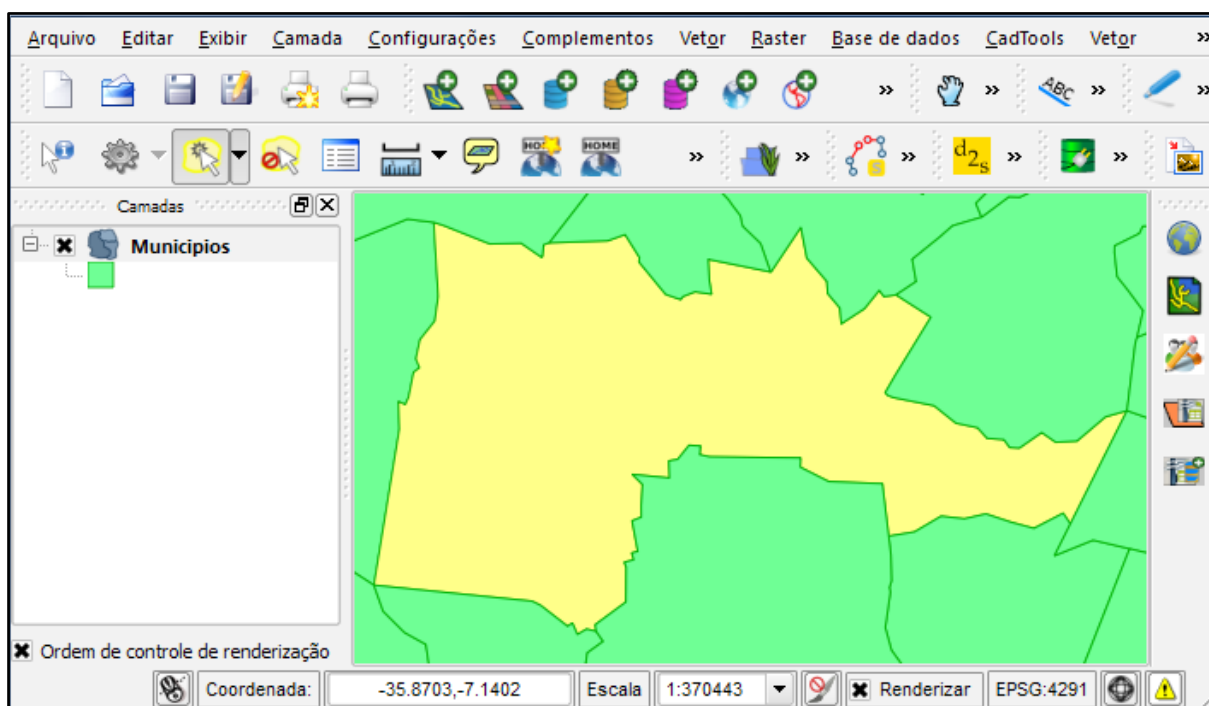 Arquivo Editar Exibir Camada Configurações Complementos Vetor Raster Base de dados CadTools Vetor »
» » ABC » »
HOME HOME » » » d2s » »
Camadas
Municipios
Ordem de controle de renderização
Coordenada: -35.8703,-7.1402 Escala 1:370443 Renderizar EPSG:4291